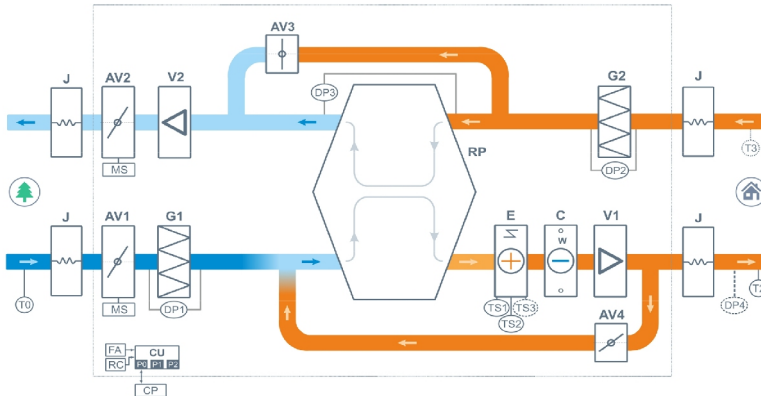 AV3
J
AV2
V2
G2
J
DP3
RP
MS
DP2
T3
J
AV1
G1
E
C
V1
J
W
T0
MS
DP1
TS1
TS3
TS2
DP4
AV4
FA
CU
RC
P0 P1 P2
CP